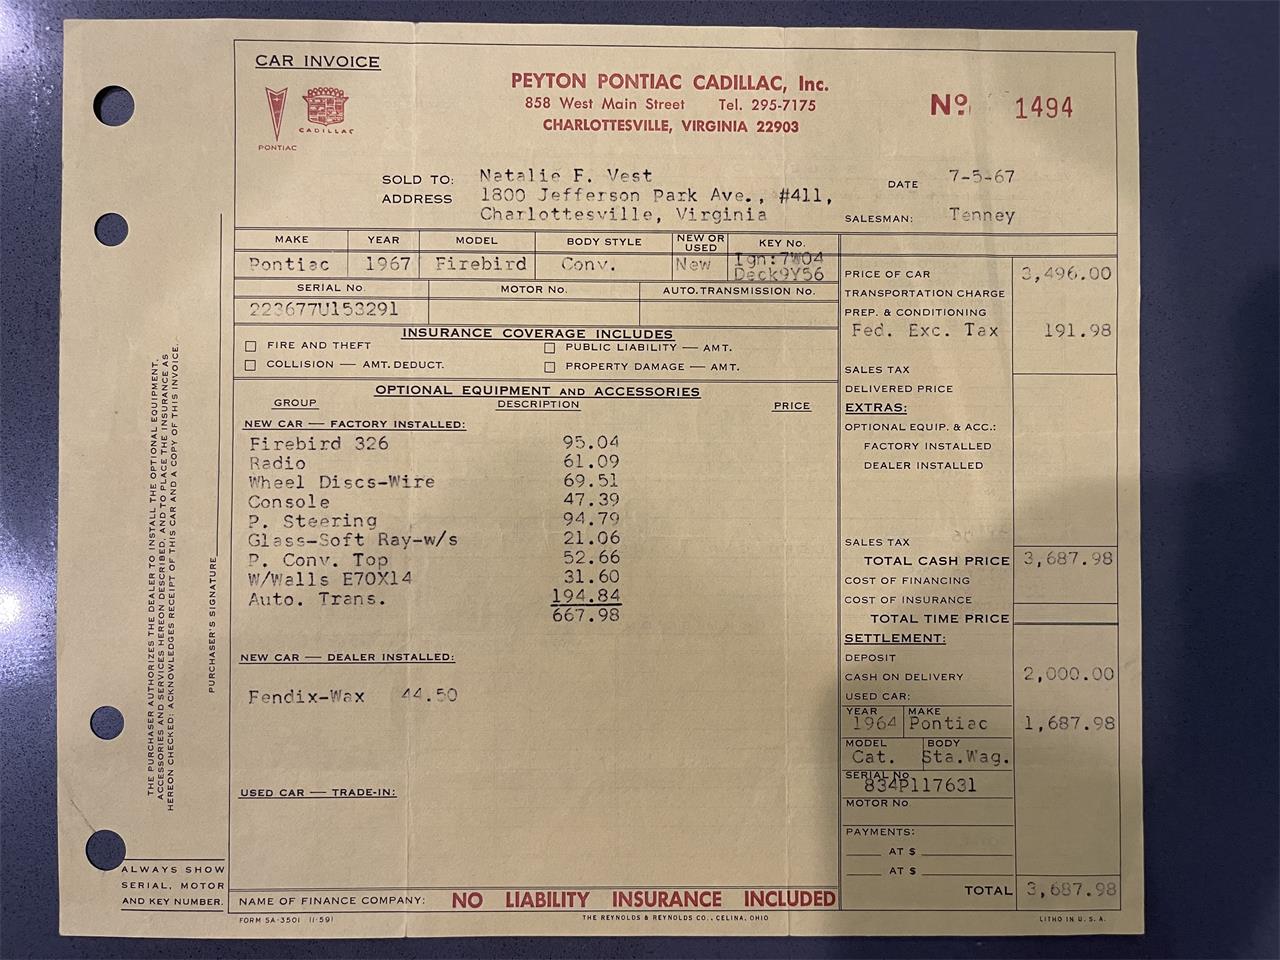 CAR INVOICE
PONTIAC
CADILLAC
PEYTON PONTIAC CADILLAC, Inc.
858 West Main Street Tel. 295-7175
CHARLOTTESVILLE, VIRGINIA 22903
No. 1494
SOLD TO: Natalie F. Vest
ADDRESS 1800 Jefferson Park Ave., #411,
Charlottesville, Virginia
DATE 7-5-67
SALESMAN: Tenney
MAKE YEAR MODEL BODY STYLE NEW OR USED KEY No.
Pontiac 1967 Firebird Conv. New Ign:7W04
Deck9Y56
SERIAL No. MOTOR No. AUTO.TRANSMISSION No.
223677U153291
INSURANCE COVERAGE INCLUDES
FIRE AND THEFT PUBLIC LIABILITY — AMT.
COLLISION — AMT. DEDUCT. PROPERTY DAMAGE — AMT.
OPTIONAL EQUIPMENT AND ACCESSORIES
GROUP DESCRIPTION PRICE
NEW CAR — FACTORY INSTALLED:
Firebird 326 95.04
Radio 61.09
Wheel Discs-Wire 69.51
Console 47.39
P. Steering 94.79
Glass-Soft Ray-w/s 21.06
P. Conv. Top 52.66
W/Walls E70X14 31.60
Auto. Trans. 194.84
667.98
NEW CAR — DEALER INSTALLED:
Fendix-Wax 44.50
USED CAR — TRADE-IN:
NAME OF FINANCE COMPANY: NO LIABILITY INSURANCE INCLUDED
PRICE OF CAR 3,496.00
TRANSPORTATION CHARGE
PREP. & CONDITIONING
Fed. Exc. Tax 191.98
SALES TAX
DELIVERED PRICE
EXTRAS:
OPTIONAL EQUIP. & ACC.:
FACTORY INSTALLED
DEALER INSTALLED
SALES TAX
TOTAL CASH PRICE 3,687.98
COST OF FINANCING
COST OF INSURANCE
TOTAL TIME PRICE
SETTLEMENT:
DEPOSIT
CASH ON DELIVERY 2,000.00
USED CAR:
YEAR MAKE
1964 Pontiac 1,687.98
MODEL BODY
Cat. Sta.Wag.
SERIAL No.
834P117631
MOTOR No
PAYMENTS:
AT $
AT $
TOTAL 3,687.98
THE PURCHASER AUTHORIZES THE DEALER TO INSTALL THE OPTIONAL EQUIPMENT,
ACCESSORIES AND SERVICES HEREON DESCRIBED, AND TO PLACE THE INSURANCE AS
HEREON CHECKED; ACKNOWLEDGES RECEIPT OF THIS CAR AND A COPY OF THIS INVOICE.
PURCHASER'S SIGNATURE
ALWAYS SHOW
SERIAL, MOTOR
AND KEY NUMBER.
FORM SA-3501 (1-59)
THE REYNOLDS & REYNOLDS CO., CELINA, OHIO
LITHO IN U. S. A.